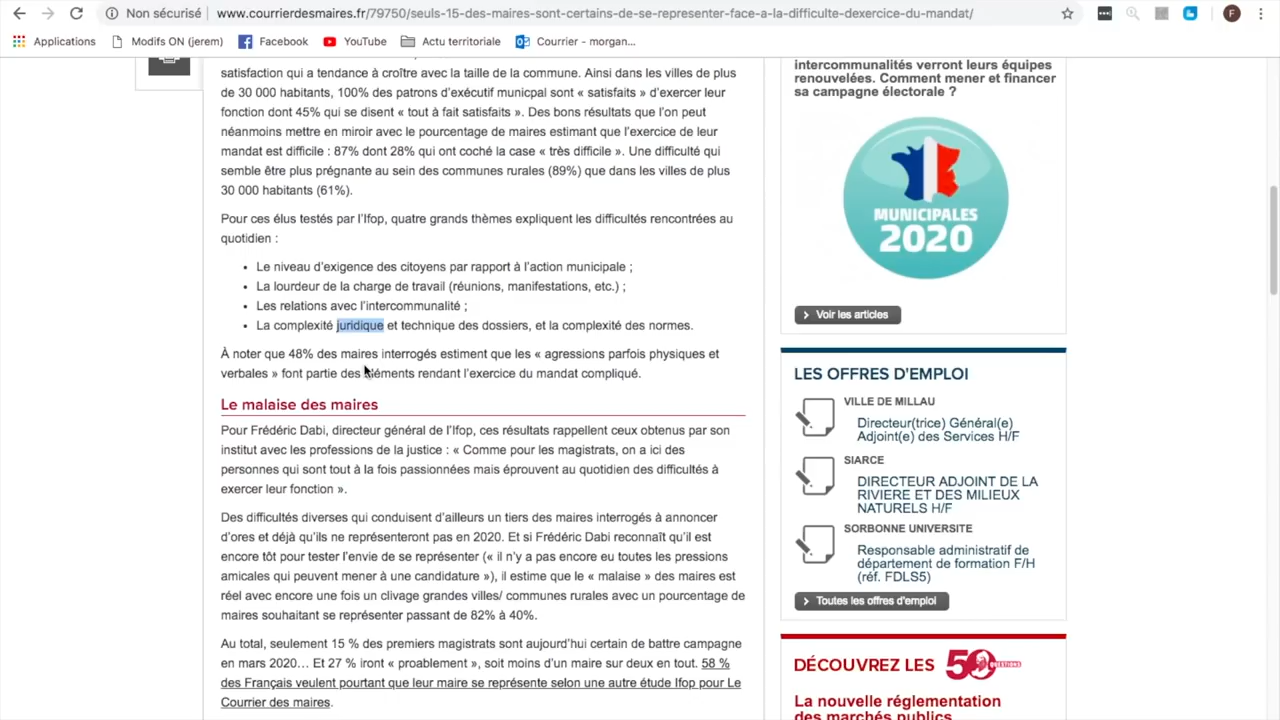 Non sécurisé
www.courrierdesmaires.fr/79750/seuls-15-des-maires-sont-certains-de-se-representer-face-a-la-difficulte-dexercice-du-mandat/
F
Applications
Modifs ON (jerem)
Facebook
YouTube
Actu territoriale
Courrier - morgan...
satisfaction qui a tendance à croître avec la taille de la commune. Ainsi dans les villes de plus
de 30 000 habitants, 100% des patrons d'exécutif municpal sont « satisfaits » d'exercer leur
fonction dont 45% qui se disent « tout à fait satisfaits ». Des bons résultats que l'on peut
néanmoins mettre en miroir avec le pourcentage de maires estimant que l'exercice de leur
mandat est difficile : 87% dont 28% qui ont coché la case « très difficile ». Une difficulté qui
semble être plus prégnante au sein des communes rurales (89%) que dans les villes de plus
30 000 habitants (61%).
Pour ces élus testés par l'Ifop, quatre grands thèmes expliquent les difficultés rencontrées au
quotidien :
• Le niveau d'exigence des citoyens par rapport à l'action municipale ;
• La lourdeur de la charge de travail (réunions, manifestations, etc.) ;
• Les relations avec l'intercommunalité ;
• La complexité juridique et technique des dossiers, et la complexité des normes.
À noter que 48% des maires interrogés estiment que les « agressions parfois physiques et
verbales » font partie des éléments rendant l'exercice du mandat compliqué.
Le malaise des maires
Pour Frédéric Dabi, directeur général de l'Ifop, ces résultats rappellent ceux obtenus par son
institut avec les professions de la justice : « Comme pour les magistrats, on a ici des
personnes qui sont tout à la fois passionnées mais éprouvent au quotidien des difficultés à
exercer leur fonction ».
Des difficultés diverses qui conduisent d'ailleurs un tiers des maires interrogés à annoncer
d'ores et déjà qu'ils ne représenteront pas en 2020. Et si Frédéric Dabi reconnaît qu'il est
encore tôt pour tester l'envie de se représenter (« il n'y a pas encore eu toutes les pressions
amicales qui peuvent mener à une candidature »), il estime que le « malaise » des maires est
réel avec encore une fois un clivage grandes villes/ communes rurales avec un pourcentage de
maires souhaitant se représenter passant de 82% à 40%.
Au total, seulement 15 % des premiers magistrats sont aujourd'hui certain de battre campagne
en mars 2020… Et 27 % iront « proablement », soit moins d'un maire sur deux en tout. 58 %
des Français veulent pourtant que leur maire se représente selon une autre étude Ifop pour Le
Courrier des maires.
intercommunalités verront leurs équipes
renouvelées. Comment mener et financer
sa campagne électorale ?
MUNICIPALES
2020
Voir les articles
LES OFFRES D'EMPLOI
VILLE DE MILLAU
Directeur(trice) Général(e)
Adjoint(e) des Services H/F
SIARCE
DIRECTEUR ADJOINT DE LA
RIVIERE ET DES MILIEUX
NATURELS H/F
SORBONNE UNIVERSITE
Responsable administratif de
département de formation F/H
(réf. FDLS5)
Toutes les offres d'emploi
DÉCOUVREZ LES 50 QUESTIONS
La nouvelle réglementation
des marchés publics